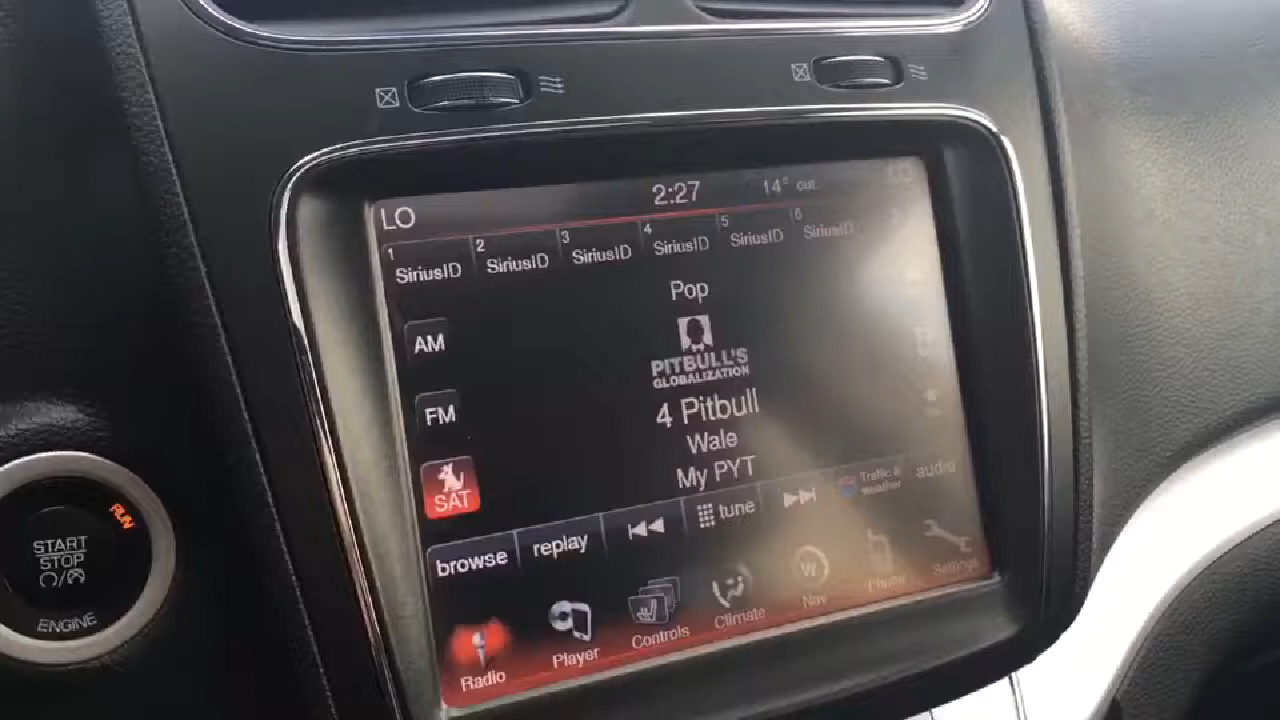 LO 2:27 14° out
1 SiriusID 2 SiriusID 3 SiriusID 4 SiriusID 5 SiriusID 6 SiriusID
Pop
AM
PITBULL'S
GLOBALIZATION
FM
4 Pitbull
Wale
SAT
My PYT
browse replay tune Traffic & weather audio
Radio Player Controls Climate Nav Phone Settings
RUN
START
STOP
ENGINE